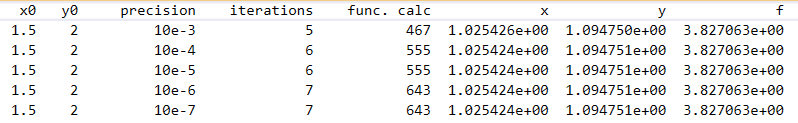 x0 y0 precision iterations func. calc x y f
1.5 2 10e-3 5 467 1.025426e+00 1.094750e+00 3.827063e+00
1.5 2 10e-4 6 555 1.025424e+00 1.094751e+00 3.827063e+00
1.5 2 10e-5 6 555 1.025424e+00 1.094751e+00 3.827063e+00
1.5 2 10e-6 7 643 1.025424e+00 1.094751e+00 3.827063e+00
1.5 2 10e-7 7 643 1.025424e+00 1.094751e+00 3.827063e+00